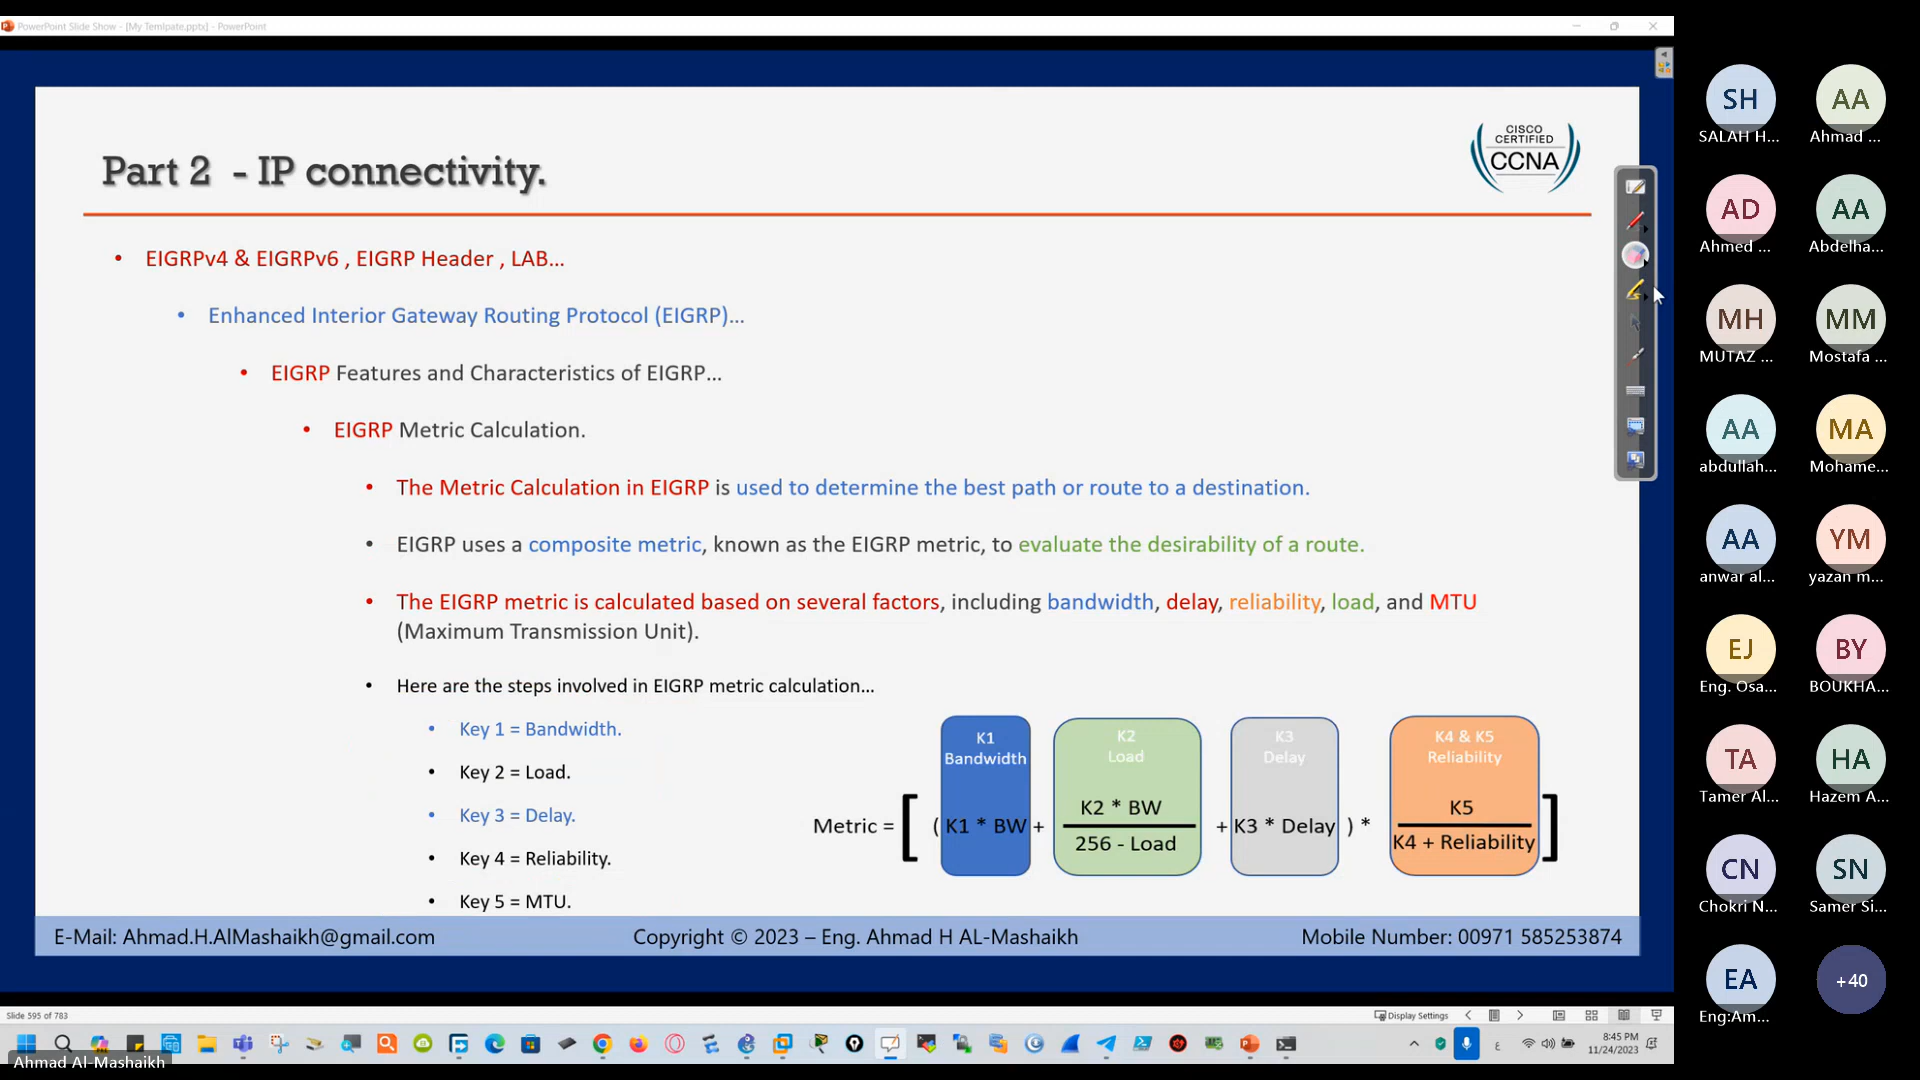 PowerPoint Slide Show - [My Temlpate.pptx] - PowerPoint
Part 2 - IP connectivity.
CISCO
CERTIFIED
CCNA
• EIGRPv4 & EIGRPv6 , EIGRP Header , LAB...
• Enhanced Interior Gateway Routing Protocol (EIGRP)...
• EIGRP Features and Characteristics of EIGRP...
• EIGRP Metric Calculation.
• The Metric Calculation in EIGRP is used to determine the best path or route to a destination.
• EIGRP uses a composite metric, known as the EIGRP metric, to evaluate the desirability of a route.
• The EIGRP metric is calculated based on several factors, including bandwidth, delay, reliability, load, and MTU
(Maximum Transmission Unit).
• Here are the steps involved in EIGRP metric calculation...
• Key 1 = Bandwidth.
• Key 2 = Load.
• Key 3 = Delay.
• Key 4 = Reliability.
• Key 5 = MTU.
K1
Bandwidth
K2
Load
K3
Delay
K4 & K5
Reliability
Metric = [ ( K1 * BW + K2 * BW / 256 - Load + K3 * Delay ) * K5 / K4 + Reliability ]
E-Mail: Ahmad.H.AlMashaikh@gmail.com Copyright © 2023 – Eng. Ahmad H AL-Mashaikh Mobile Number: 00971 585253874
Slide 595 of 783
Display Settings
8:45 PM
11/24/2023
ع
Ahmad Al-Mashaikh
SH
SALAH H...
AA
Ahmad ...
AD
Ahmed ...
AA
Abdelha...
MH
MUTAZ ...
MM
Mostafa ...
AA
abdullah...
MA
Mohame...
AA
anwar al...
YM
yazan m...
EJ
Eng. Osa...
BY
BOUKHA...
TA
Tamer Al...
HA
Hazem A...
CN
Chokri N...
SN
Samer Si...
EA
Eng:Am...
+40